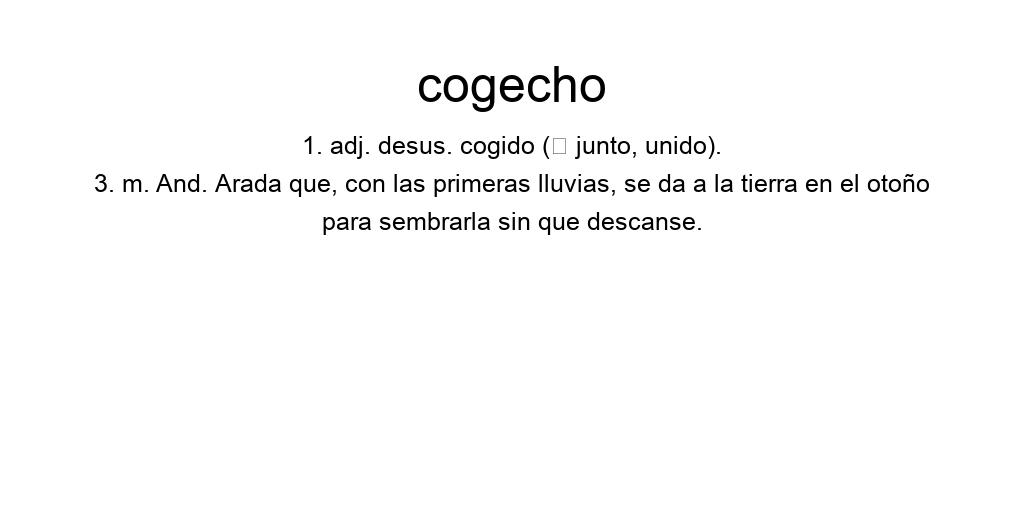 cogecho
1. adj. desus. cogido (▯ junto, unido).
3. m. And. Arada que, con las primeras lluvias, se da a la tierra en el otoño
para sembrarla sin que descanse.